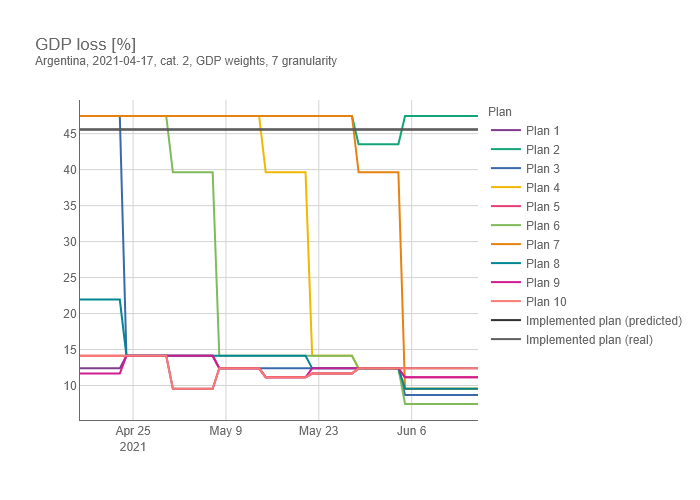 GDP loss [%]
Argentina, 2021-04-17, cat. 2, GDP weights, 7 granularity
45
40
35
30
25
20
15
10
Apr 25
2021
May 9
May 23
Jun 6
Plan
Plan 1
Plan 2
Plan 3
Plan 4
Plan 5
Plan 6
Plan 7
Plan 8
Plan 9
Plan 10
Implemented plan (predicted)
Implemented plan (real)